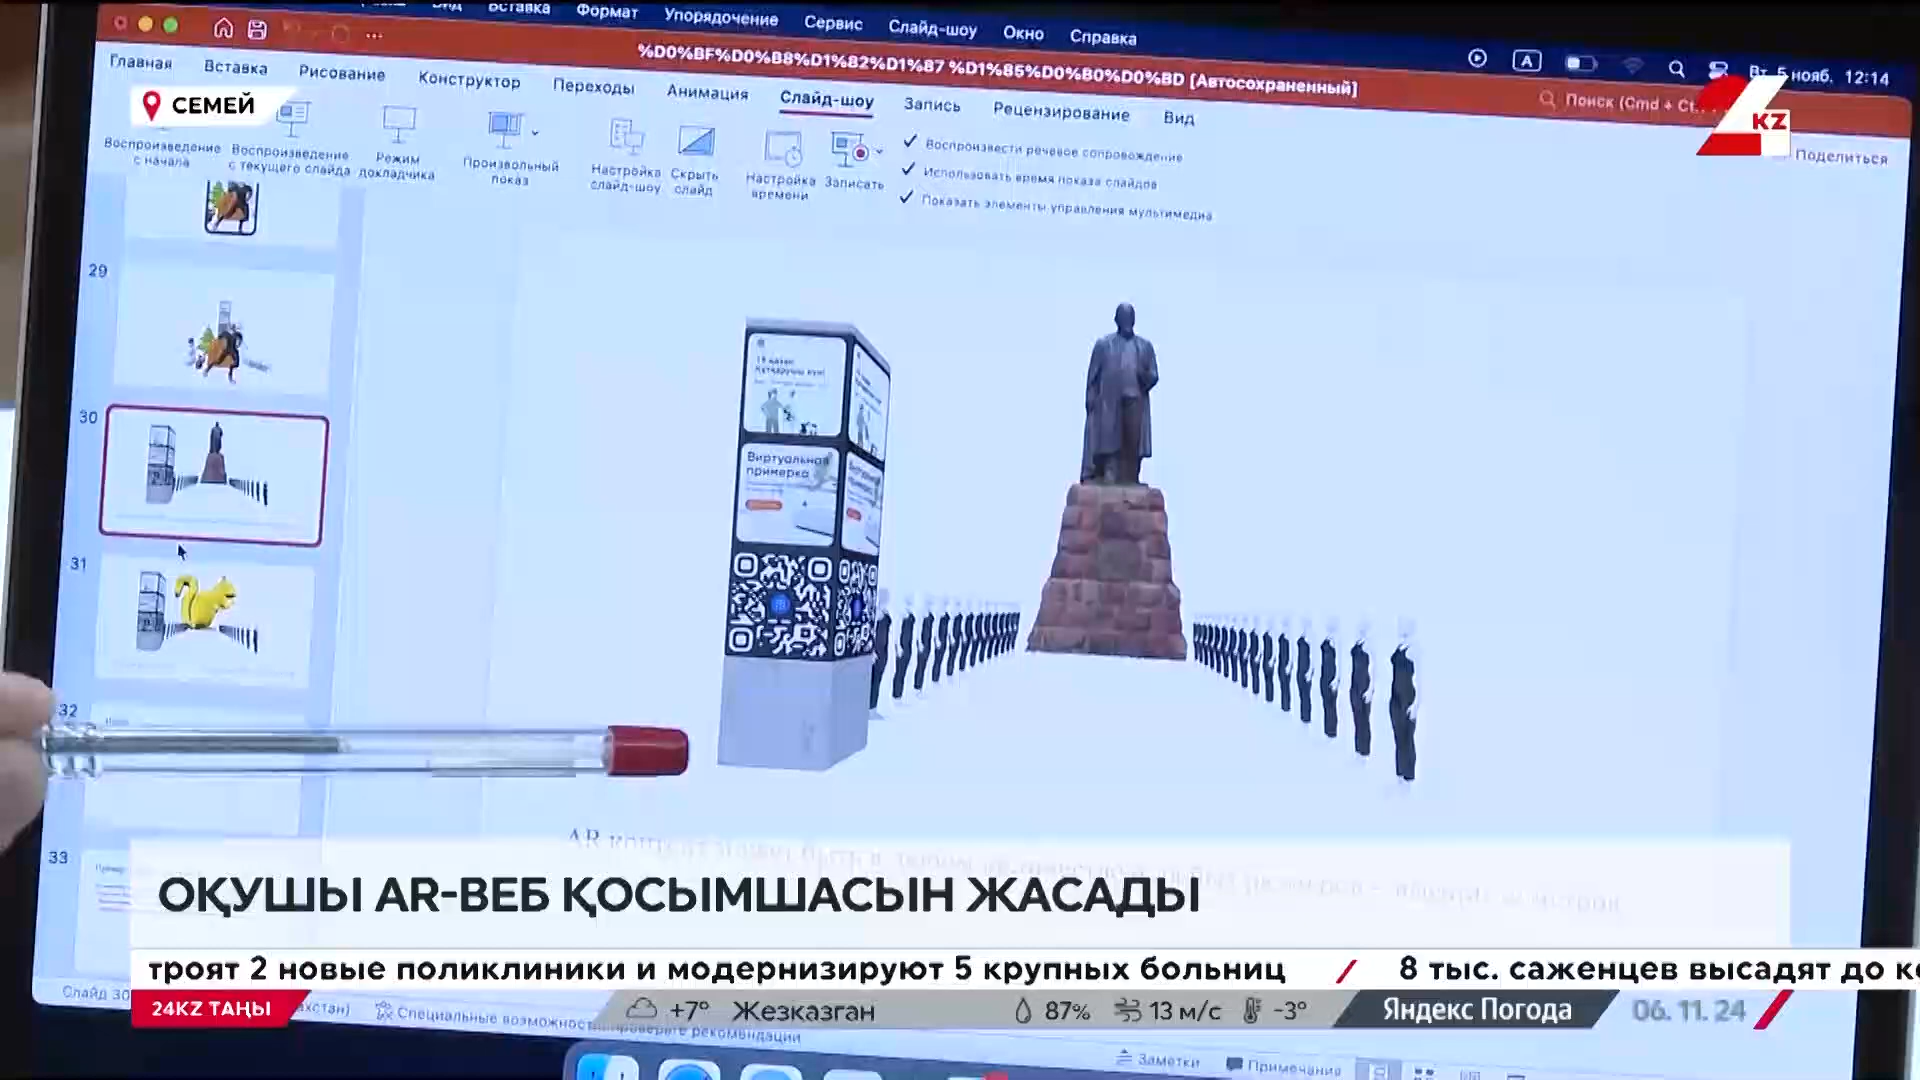 Вид Вставка Формат Упорядочение Сервис Слайд-шоу Окно Справка
%D0%BF%D0%B8%D1%82%D1%87 %D1%85%D0%B0%D0%BD [Автосохраненный]
Вт, 5 нояб. 12:14
Главная Вставка Рисование Конструктор Переходы Анимация Слайд-шоу Запись Рецензирование Вид
Поиск (Cmd +
СЕМЕЙ
KZ
Поделиться
Воспроизведение с начала
Воспроизведение с текущего слайда
Режим докладчика
Произвольный показ
Настройка слайд-шоу
Скрыть слайд
Настройка времени
Записать
Воспроизвести речевое сопровождение
Использовать время показа слайдов
Показать элементы управления мультимедиа
29
30
31
32
33
Виртуальная
примерка
ОҚУШЫ AR-ВЕБ ҚОСЫМШАСЫН ЖАСАДЫ
троят 2 новые поликлиники и модернизируют 5 крупных больниц / 8 тыс. саженцев высадят до к
Слайд 30
24KZ ТАҢЫ
Специальные возможности
рекомендации
+7° Жезказган 87% 13 м/с -3° Яндекс Погода 06.11.24
Заметки Примечания